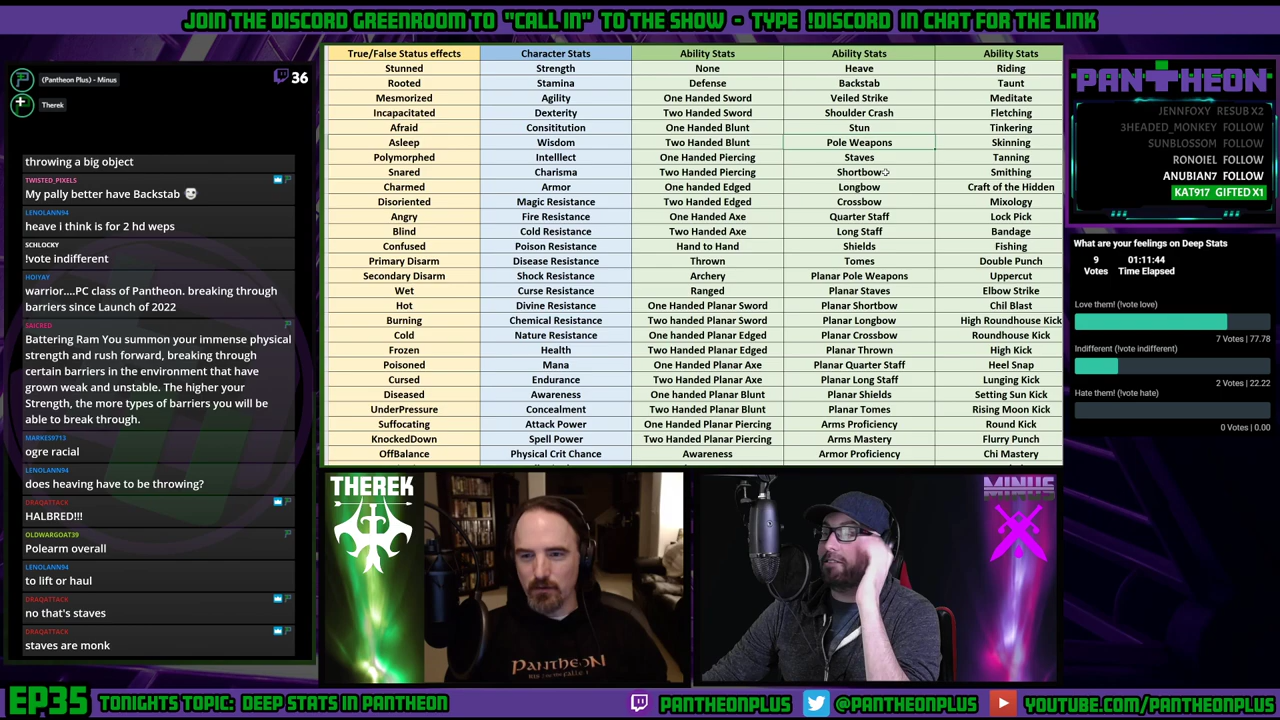 JOIN THE DISCORD GREENROOM TO "CALL IN" TO THE SHOW - TYPE !DISCORD IN CHAT FOR THE LINK
(Pantheon Plus) - Minus
36
Therek
throwing a big object
TWISTED_PIXELS
My pally better have Backstab
LENOLANN94
heave i think is for 2 hd weps
SCHLOCKY
!vote indifferent
HOIYAY
warrior....PC class of Pantheon. breaking through
barriers since Launch of 2022
SAICRED
Battering Ram You summon your immense physical
strength and rush forward, breaking through
certain barriers in the environment that have
grown weak and unstable. The higher your
Strength, the more types of barriers you will be
able to break through.
MARKES9713
ogre racial
LENOLANN94
does heaving have to be throwing?
DRAQATTACK
HALBRED!!!
OLDWARGOAT39
Polearm overall
LENOLANN94
to lift or haul
DRAQATTACK
no that's staves
DRAQATTACK
staves are monk
True/False Status effects Character Stats Ability Stats Ability Stats Ability Stats
Stunned Strength None Heave Riding
Rooted Stamina Defense Backstab Taunt
Mesmorized Agility One Handed Sword Veiled Strike Meditate
Incapacitated Dexterity Two Handed Sword Shoulder Crash Fletching
Afraid Consititution One Handed Blunt Stun Tinkering
Asleep Wisdom Two Handed Blunt Pole Weapons Skinning
Polymorphed Intelllect One Handed Piercing Staves Tanning
Snared Charisma Two Handed Piercing Shortbow Smithing
Charmed Armor One handed Edged Longbow Craft of the Hidden
Disoriented Magic Resistance Two Handed Edged Crossbow Mixology
Angry Fire Resistance One Handed Axe Quarter Staff Lock Pick
Blind Cold Resistance Two Handed Axe Long Staff Bandage
Confused Poison Resistance Hand to Hand Shields Fishing
Primary Disarm Disease Resistance Thrown Tomes Double Punch
Secondary Disarm Shock Resistance Archery Planar Pole Weapons Uppercut
Wet Curse Resistance Ranged Planar Staves Elbow Strike
Hot Divine Resistance One Handed Planar Sword Planar Shortbow Chil Blast
Burning Chemical Resistance Two handed Planar Sword Planar Longbow High Roundhouse Kick
Cold Nature Resistance One handed Planar Edged Planar Crossbow Roundhouse Kick
Frozen Health Two Handed Planar Edged Planar Thrown High Kick
Poisoned Mana One Handed Planar Axe Planar Quarter Staff Heel Snap
Cursed Endurance Two Handed Planar Axe Planar Long Staff Lunging Kick
Diseased Awareness One Handed Planar Blunt Planar Shields Setting Sun Kick
UnderPressure Concealment Two Handed Planar Blunt Planar Tomes Rising Moon Kick
Suffocating Attack Power One Handed Planar Piercing Arms Proficiency Round Kick
KnockedDown Spell Power Two Handed Planar Piercing Arms Mastery Flurry Punch
OffBalance Physical Crit Chance Awareness Armor Proficiency Chi Mastery
PANTHEON
JENNFOXY RESUB X2
3HEADED_MONKEY FOLLOW
SUNBLOSSOM FOLLOW
RONOIEL FOLLOW
ANUBIAN7 FOLLOW
KAT917 GIFTED X1
What are your feelings on Deep Stats
9 01:11:44
Votes Time Elapsed
Love them! (!vote love)
7 Votes | 77.78
Indifferent (!vote indifferent)
2 Votes | 22.22
Hate them? (!vote hate)
0 Votes | 0.00
THEREK
PANTHEON
MINUS
EP35 TONIGHTS TOPIC: DEEP STATS IN PANTHEON
PANTHEONPLUS @PANTHEONPLUS YOUTUBE.COM/PANTHEONPLUS